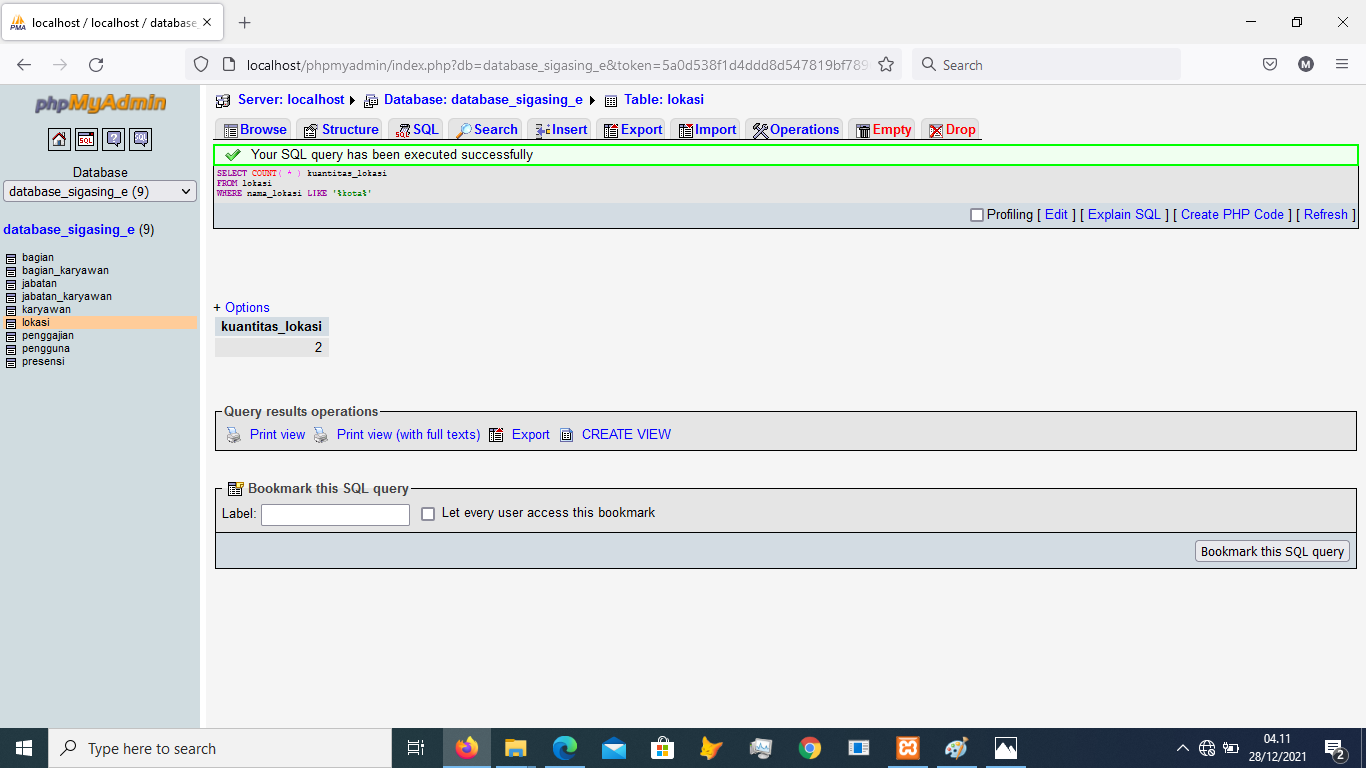 localhost / localhost / database_
localhost/phpmyadmin/index.php?db=database_sigasing_e&token=5a0d538f1d4ddd8d547819bf789
Search
M
phpMyAdmin
SQL
Database
database_sigasing_e (9)
database_sigasing_e (9)
bagian
bagian_karyawan
jabatan
jabatan_karyawan
karyawan
lokasi
penggajian
pengguna
presensi
Server: localhost Database: database_sigasing_e Table: lokasi
Browse Structure SQL Search Insert Export Import Operations Empty Drop
Your SQL query has been executed successfully
SELECT COUNT( * ) kuantitas_lokasi
FROM lokasi
WHERE nama_lokasi LIKE '%kota%'
Profiling [ Edit ] [ Explain SQL ] [ Create PHP Code ] [ Refresh ]
+ Options
kuantitas_lokasi
2
Query results operations
Print view Print view (with full texts) Export CREATE VIEW
Bookmark this SQL query
Label: Let every user access this bookmark
Bookmark this SQL query
Type here to search
04.11
28/12/2021
2